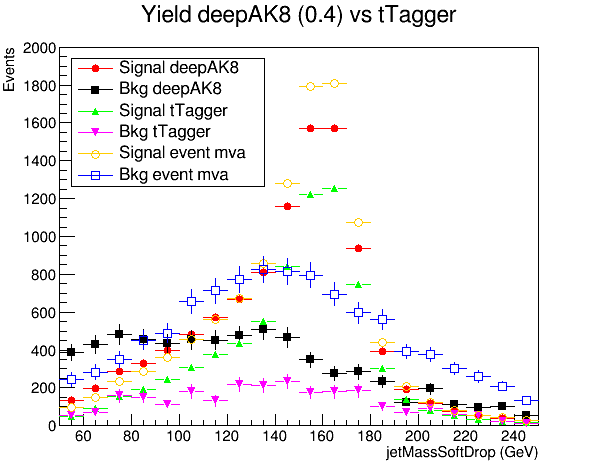 Yield deepAK8 (0.4) vs tTagger
Events
2000
1800
1600
1400
1200
1000
800
600
400
200
0
Signal deepAK8
Bkg deepAK8
Signal tTagger
Bkg tTagger
Signal event mva
Bkg event mva
60 80 100 120 140 160 180 200 220 240
jetMassSoftDrop (GeV)